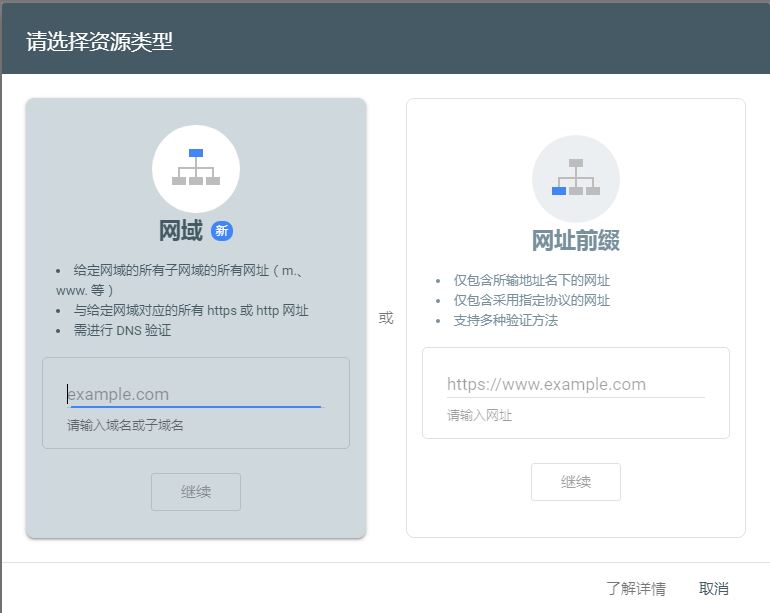 请选择资源类型
网域 新
• 给定网域的所有子网域的所有网址（m.、
www. 等）
• 与给定网域对应的所有 https 或 http 网址
• 需进行 DNS 验证
example.com
请输入域名或子域名
继续
或
网址前缀
• 仅包含所输地址名下的网址
• 仅包含采用指定协议的网址
• 支持多种验证方法
https://www.example.com
请输入网址
继续
了解详情 取消